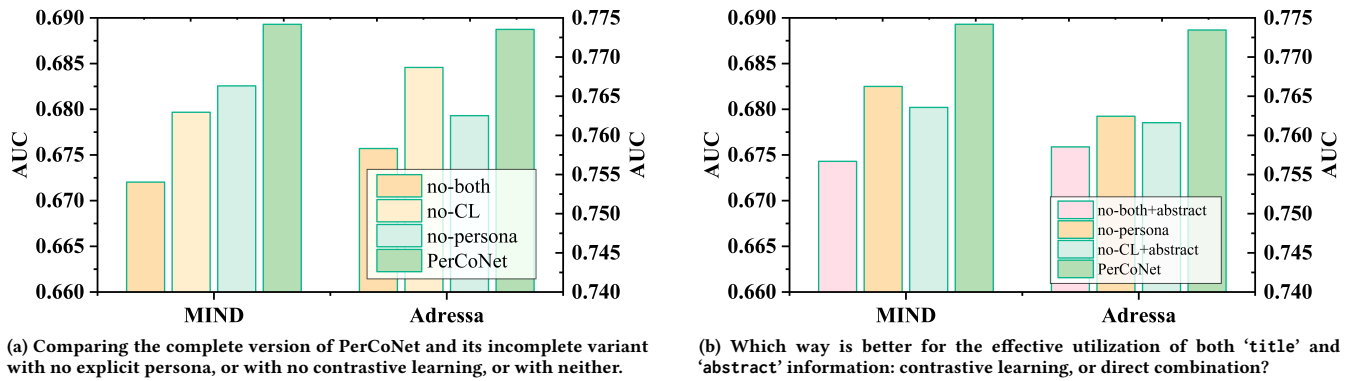 0.690
0.685
0.680
0.675
0.670
0.665
0.660
AUC
0.775
0.770
0.765
0.760
0.755
0.750
0.745
0.740
AUC
no-both
no-CL
no-persona
PerCoNet
MIND
Adressa
(a) Comparing the complete version of PerCoNet and its incomplete variant
with no explicit persona, or with no contrastive learning, or with neither.
0.690
0.685
0.680
0.675
0.670
0.665
0.660
AUC
0.775
0.770
0.765
0.760
0.755
0.750
0.745
0.740
AUC
no-both+abstract
no-persona
no-CL+abstract
PerCoNet
MIND
Adressa
(b) Which way is better for the effective utilization of both ‘title’ and
‘abstract’ information: contrastive learning, or direct combination?